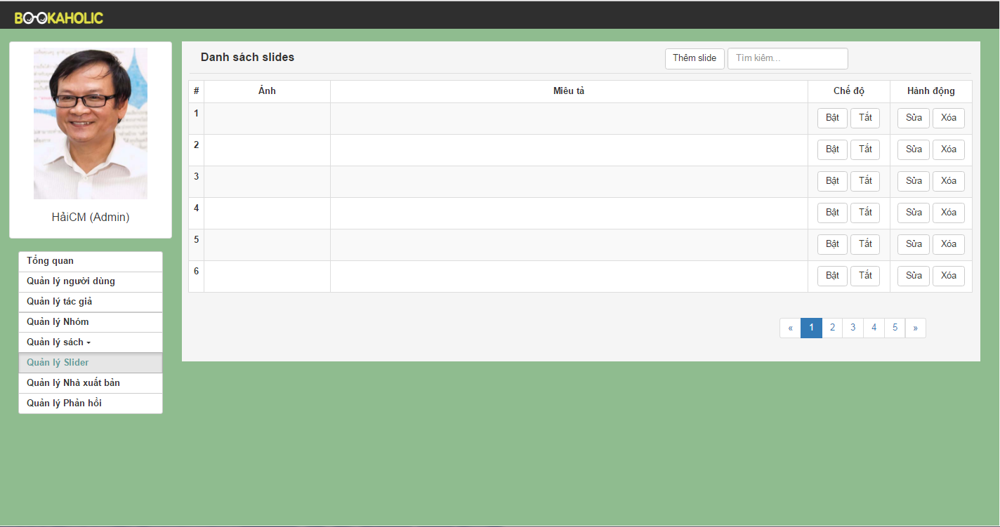 BOOKAHOLIC
HảiCM (Admin)
Tổng quan
Quản lý người dùng
Quản lý tác giả
Quản lý Nhóm
Quản lý sách
Quản lý Slider
Quản lý Nhà xuất bản
Quản lý Phản hồi
Danh sách slides Thêm slide Tìm kiếm...
# Ảnh Miêu tả Chế độ Hành động
1 Bật Tắt Sửa Xóa
2 Bật Tắt Sửa Xóa
3 Bật Tắt Sửa Xóa
4 Bật Tắt Sửa Xóa
5 Bật Tắt Sửa Xóa
6 Bật Tắt Sửa Xóa
« 1 2 3 4 5 »